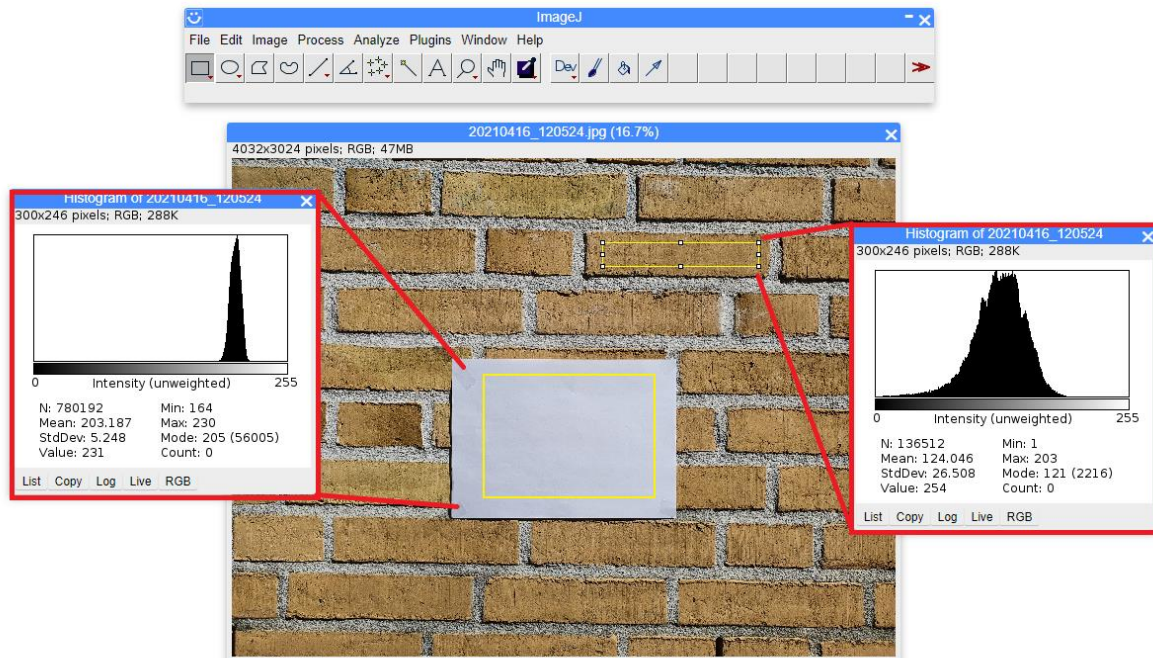 ImageJ
File Edit Image Process Analyze Plugins Window Help
Dev
20210416_120524.jpg (16.7%)
4032x3024 pixels; RGB; 47MB
Histogram of 20210416_120524
300x246 pixels; RGB; 288K
0 Intensity (unweighted) 255
N: 780192 Min: 164
Mean: 203.187 Max: 230
StdDev: 5.248 Mode: 205 (56005)
Value: 231 Count: 0
List Copy Log Live RGB
Histogram of 20210416_120524
300x246 pixels; RGB; 288K
0 Intensity (unweighted) 255
N: 136512 Min: 1
Mean: 124.046 Max: 203
StdDev: 26.508 Mode: 121 (2216)
Value: 254 Count: 0
List Copy Log Live RGB